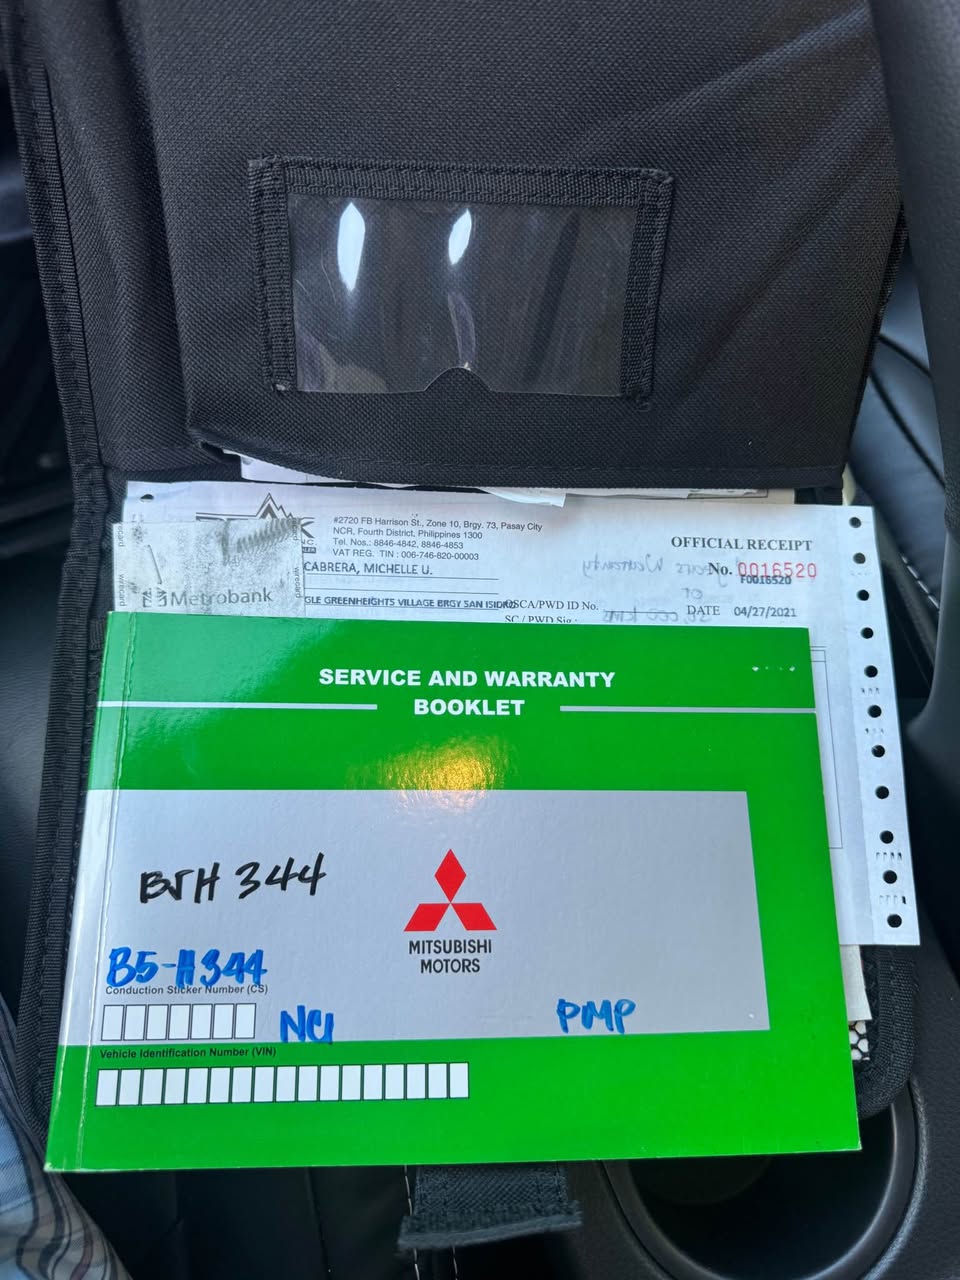 #2720 FB Harrison St., Zone 10, Brgy. 73, Pasay City
NCR, Fourth District, Philippines 1300
Tel. Nos.: 8846-4842, 8846-4853
VAT REG. TIN : 006-746-820-00003
OFFICIAL RECEIPT
No. 0016520
F0016520
CABRERA, MICHELLE U.
Metrobank
GLE GREENHEIGHTS VILLAGE BRGY SAN ISIDRO
OSCA/PWD ID No.
DATE 04/27/2021
SC / PWD Sig.:
SERVICE AND WARRANTY
BOOKLET
BJH 344
MITSUBISHI
MOTORS
B5-H344
Conduction Sticker Number (CS)
PMP
Vehicle Identification Number (VIN)